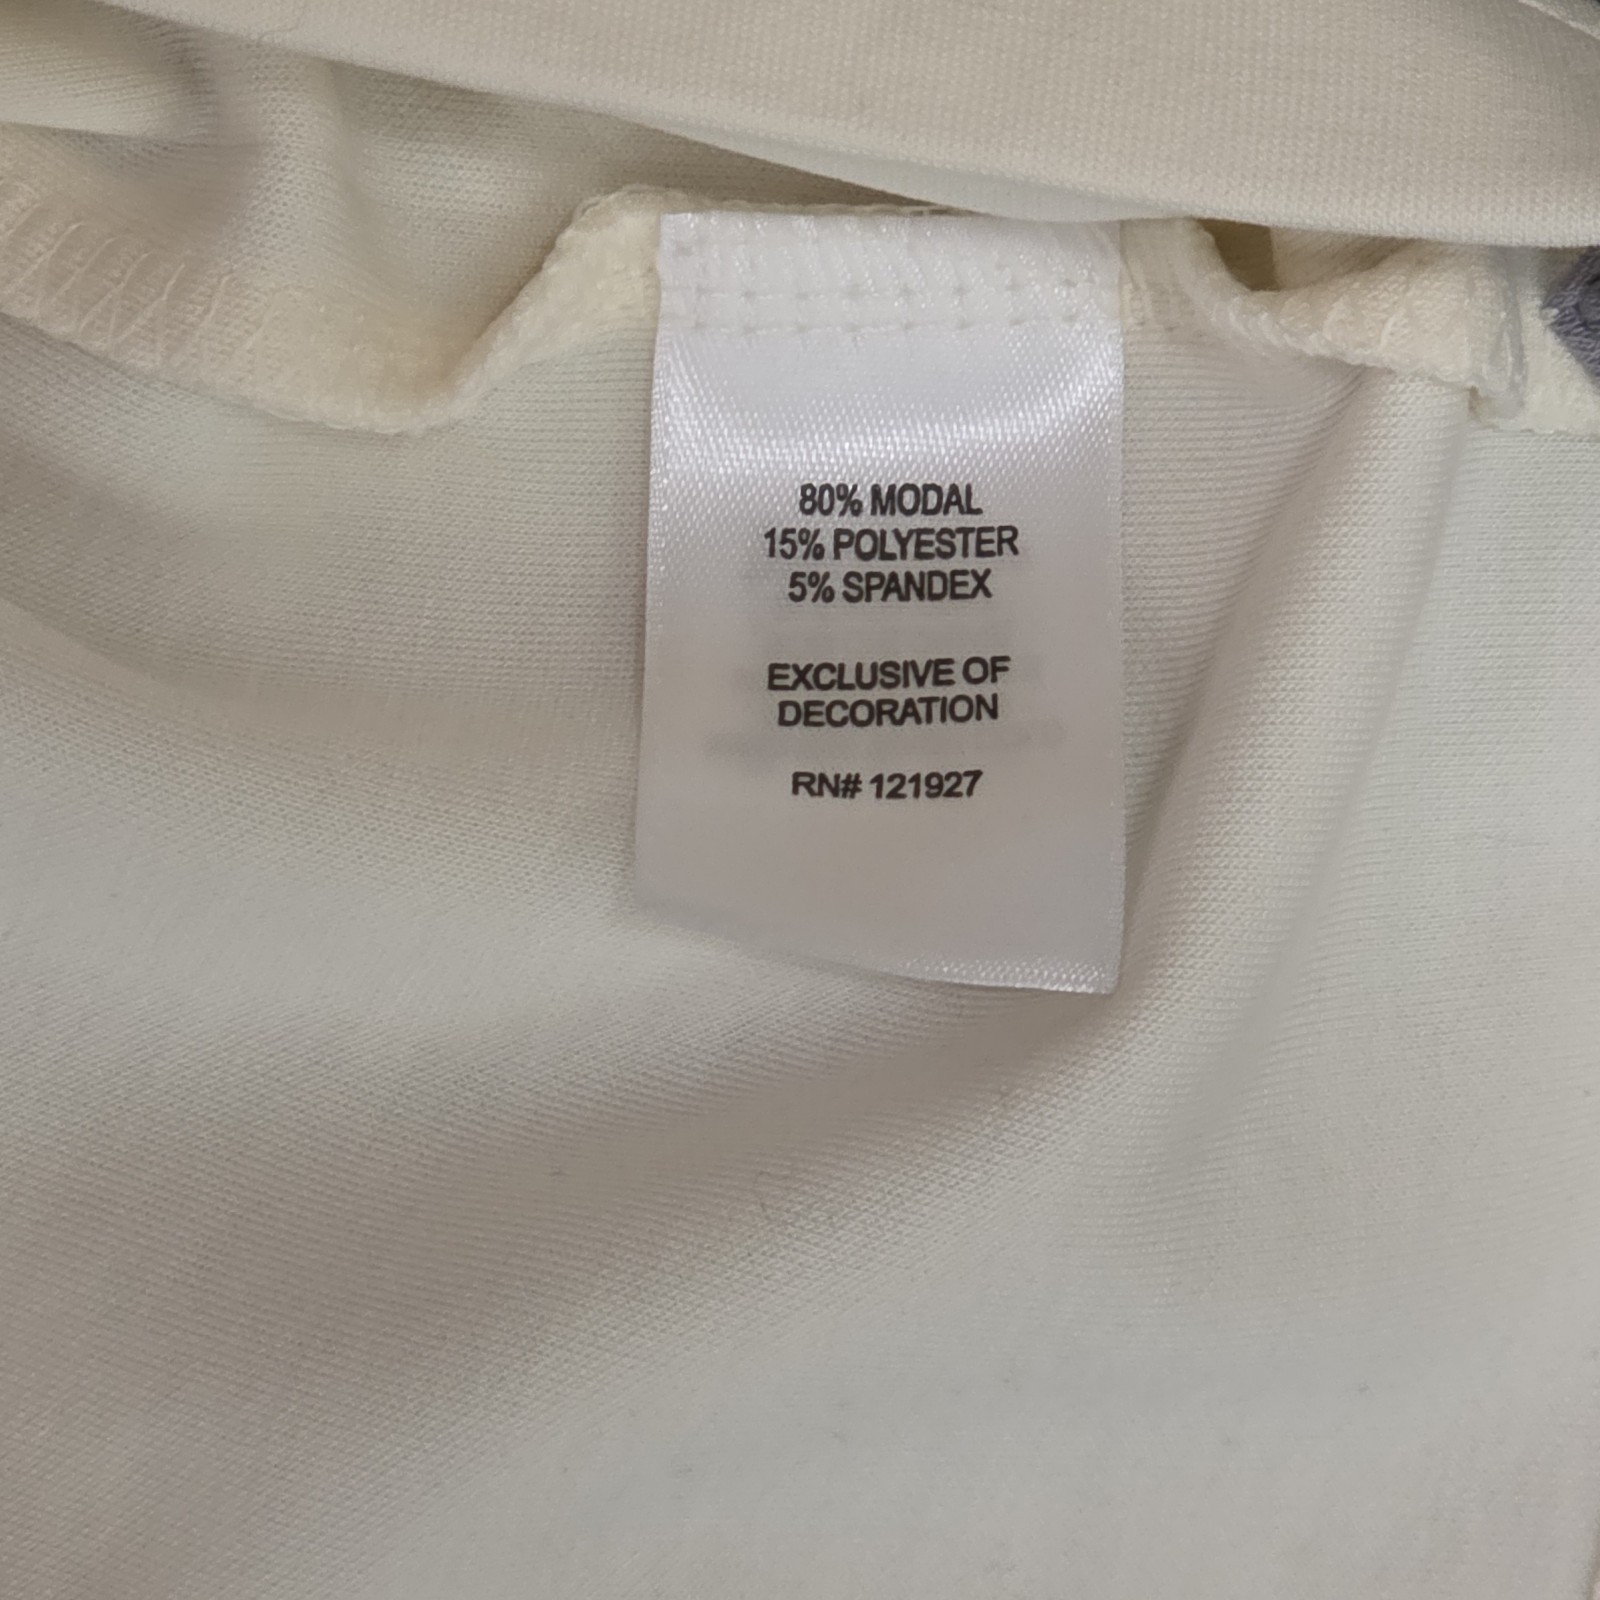 80% MODAL
15% POLYESTER
5% SPANDEX
EXCLUSIVE OF
DECORATION
RN# 121927